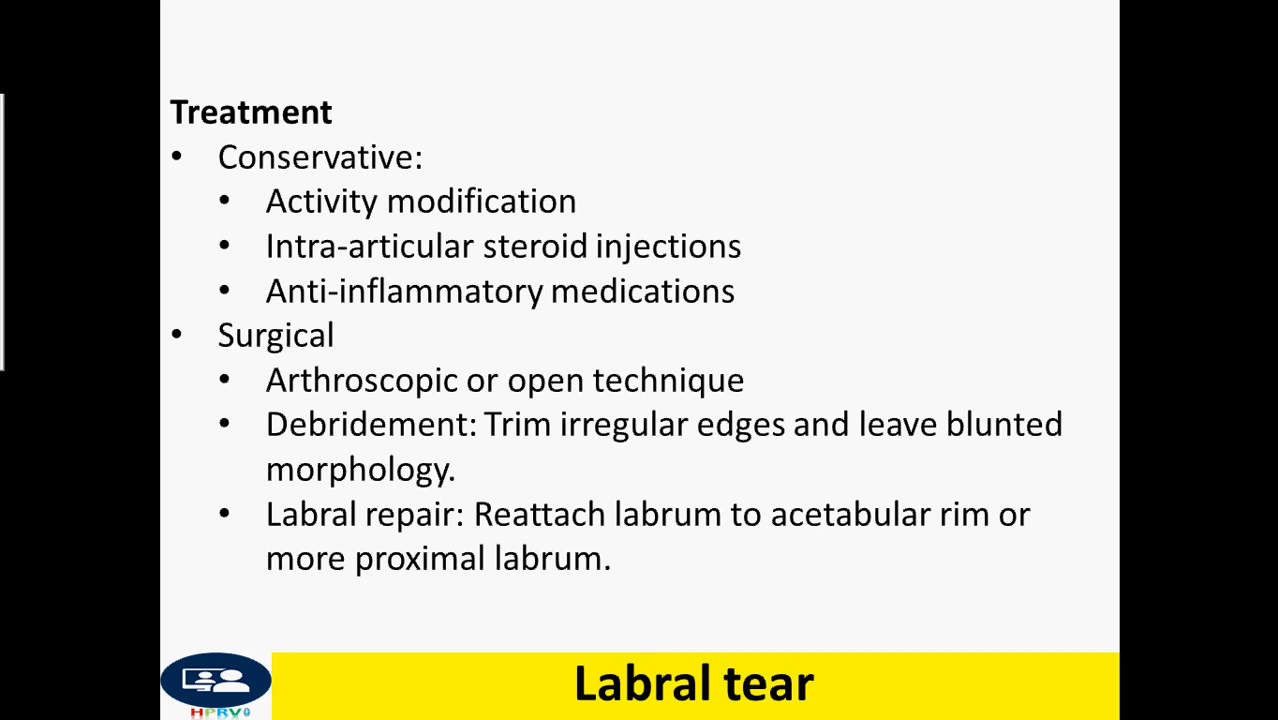 Treatment
• Conservative:
• Activity modification
• Intra-articular steroid injections
• Anti-inflammatory medications
• Surgical
• Arthroscopic or open technique
• Debridement: Trim irregular edges and leave blunted
morphology.
• Labral repair: Reattach labrum to acetabular rim or
more proximal labrum.
Labral tear